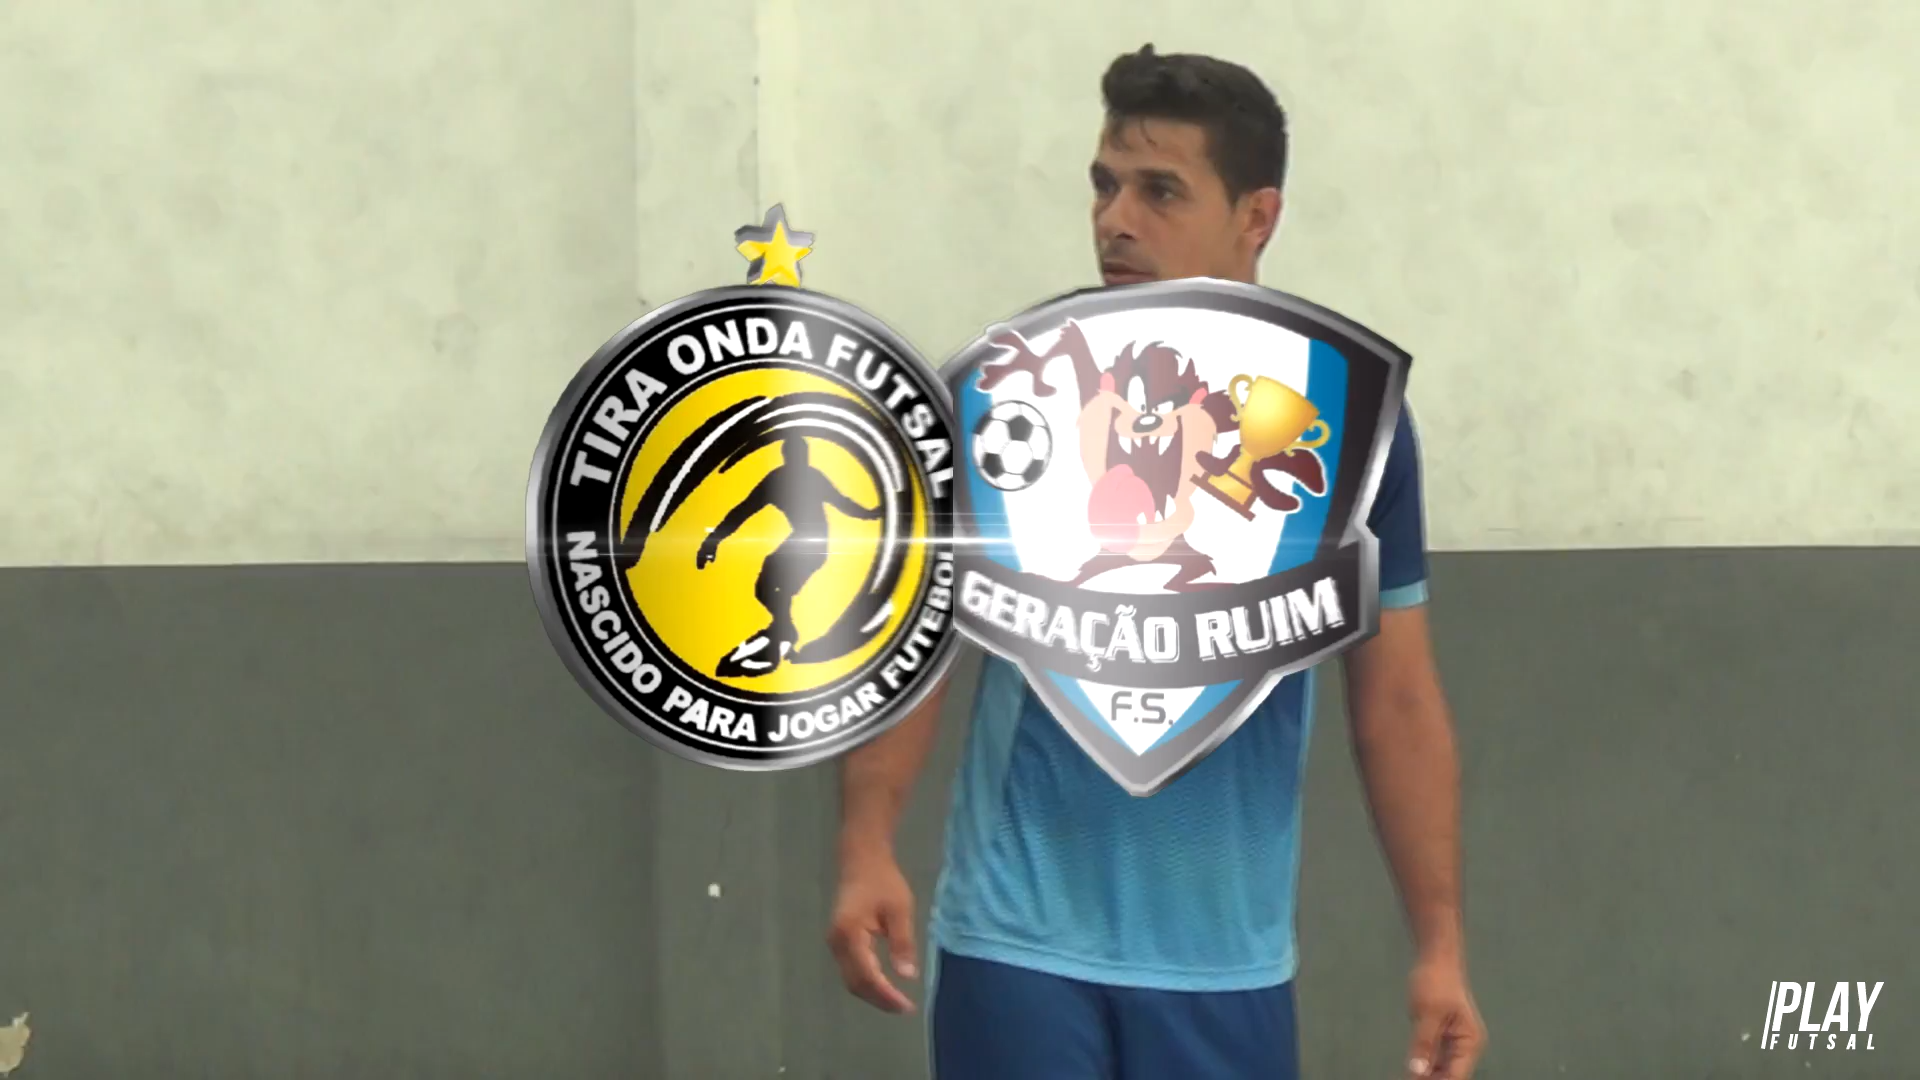 TIRA ONDA FUTSAL
NASCIDO PARA JOGAR FUTEBOL
GERAÇÃO RUIM
F.S.
PLAY
FUTSAL